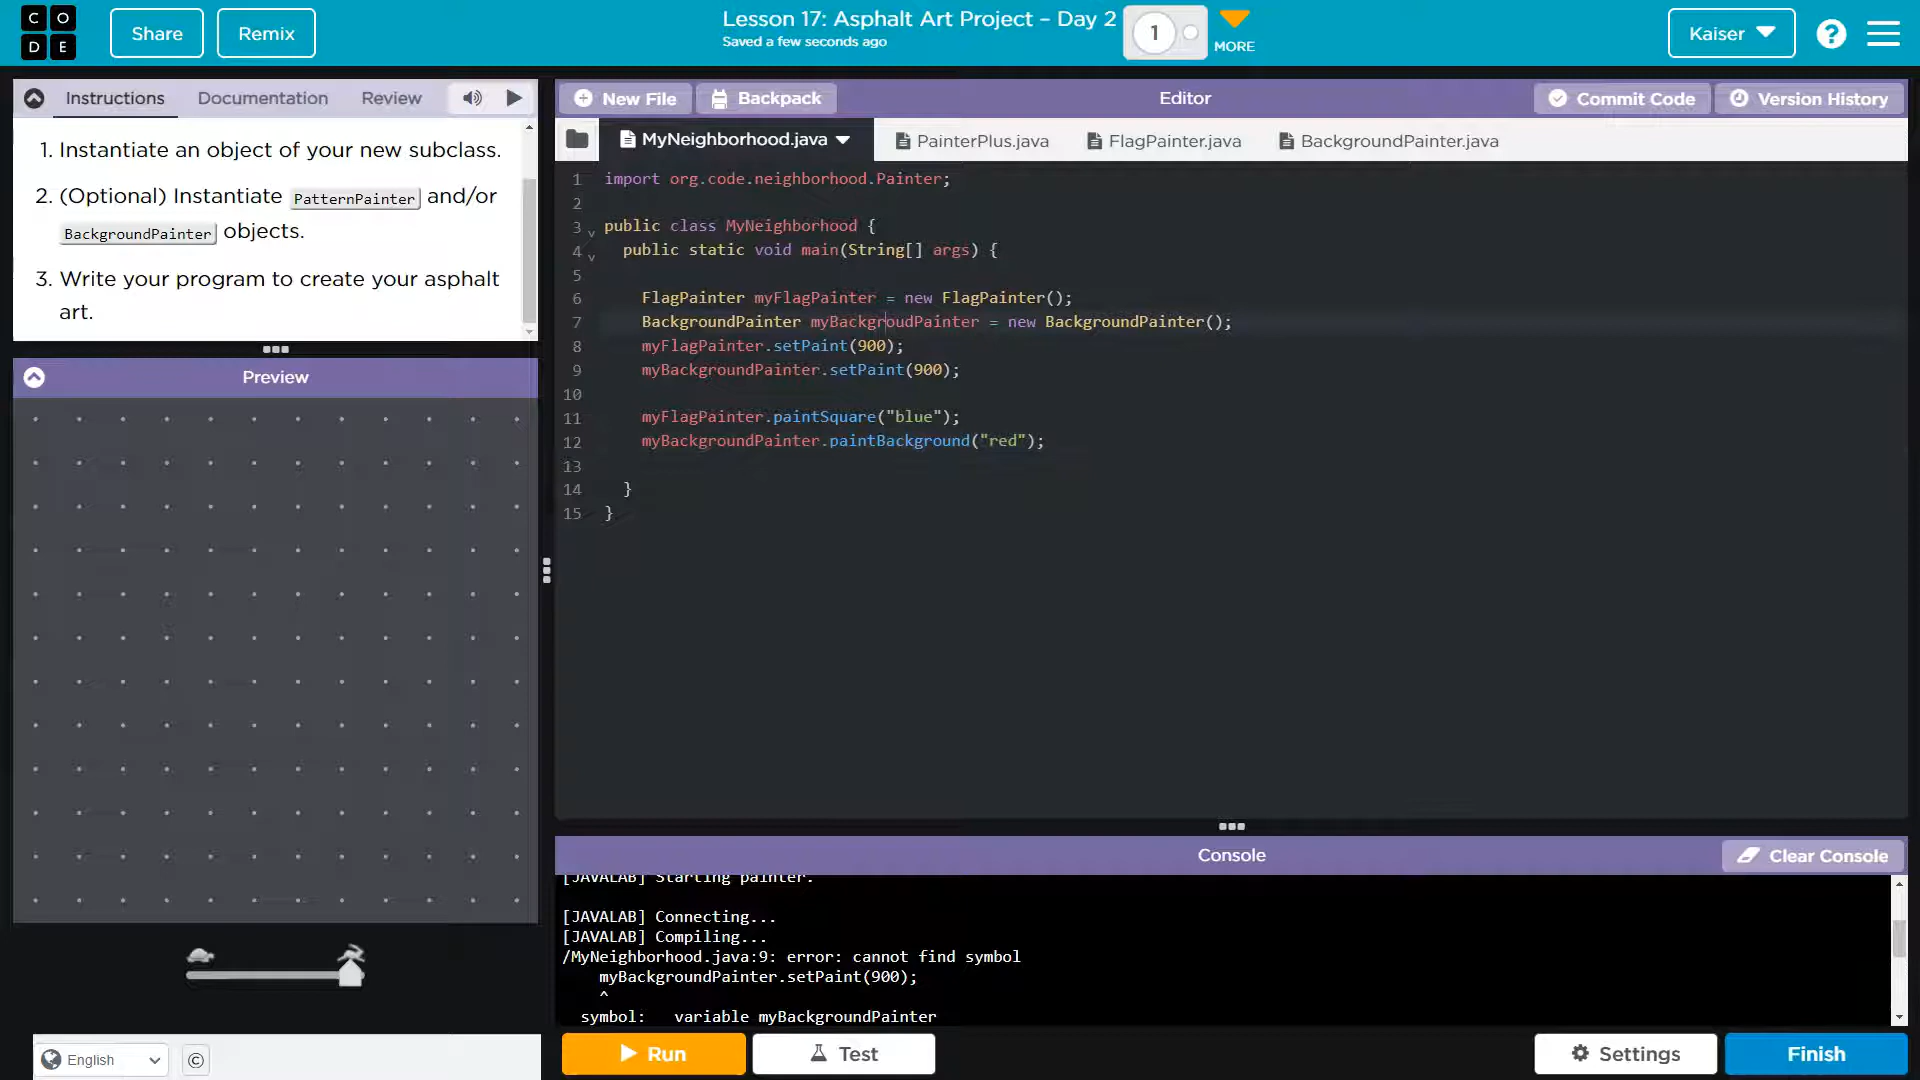 C O
D E
Share
Remix
Lesson 17: Asphalt Art Project – Day 2
Saved a few seconds ago
1
MORE
Kaiser
?
Instructions
Documentation
Review
1. Instantiate an object of your new subclass.
2. (Optional) Instantiate PatternPainter and/or
BackgroundPainter objects.
3. Write your program to create your asphalt
art.
Preview
English
©
New File
Backpack
Editor
Commit Code
Version History
MyNeighborhood.java
PainterPlus.java
FlagPainter.java
BackgroundPainter.java
1 import org.code.neighborhood.Painter;
2
3 public class MyNeighborhood {
4 public static void main(String[] args) {
5
6 FlagPainter myFlagPainter = new FlagPainter();
7 BackgroundPainter myBackgroudPainter = new BackgroundPainter();
8 myFlagPainter.setPaint(900);
9 myBackgroundPainter.setPaint(900);
10
11 myFlagPainter.paintSquare("blue");
12 myBackgroundPainter.paintBackground("red");
13
14 }
15 }
Console
Clear Console
[JAVALAB] Starting painter.
[JAVALAB] Connecting...
[JAVALAB] Compiling...
/MyNeighborhood.java:9: error: cannot find symbol
myBackgroundPainter.setPaint(900);
^
symbol: variable myBackgroundPainter
Run
Test
Settings
Finish